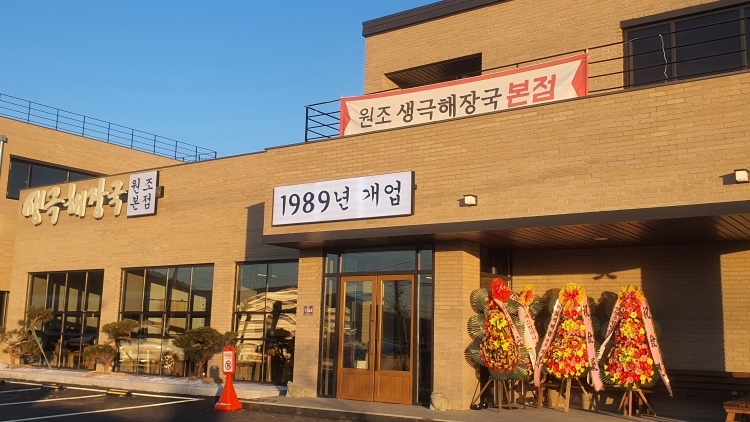 원조 생극해장국 본점
생극해장국
원조
본점
1989년 개업